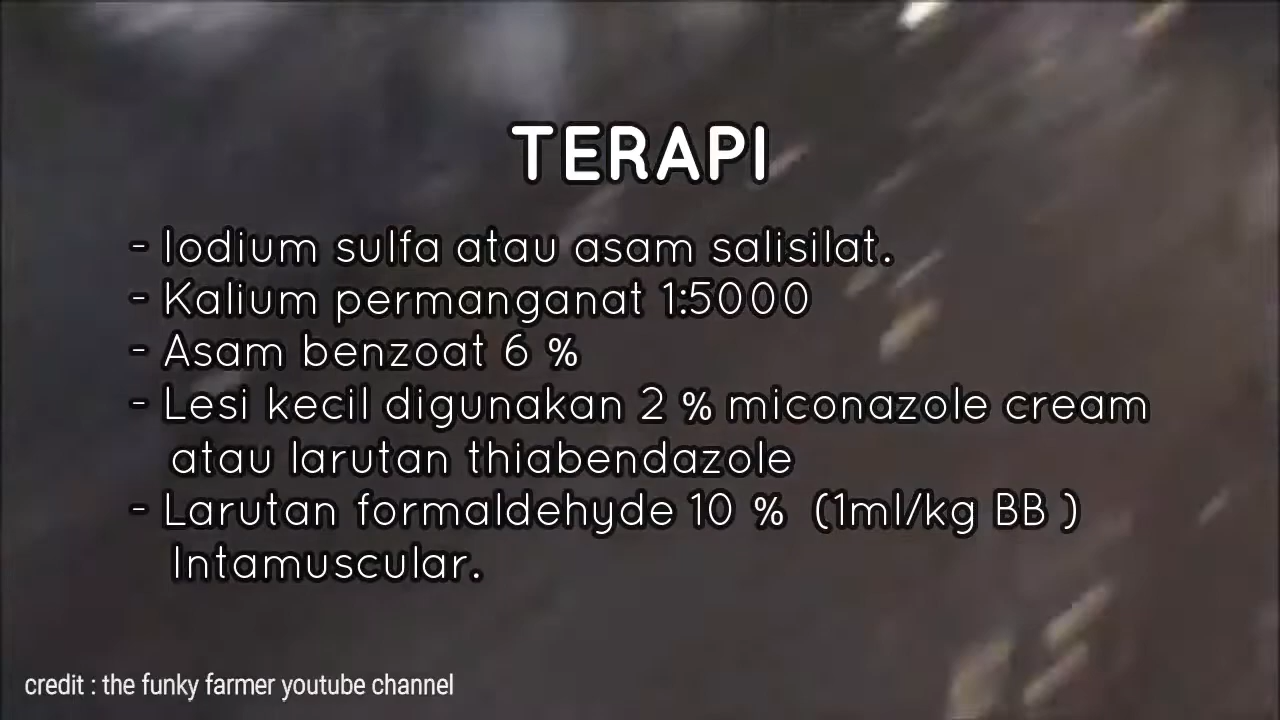 TERAPI
- Iodium sulfa atau asam salisilat.
- Kalium permanganat 1:5000
- Asam benzoat 6 %
- Lesi kecil digunakan 2 % miconazole cream
atau larutan thiabendazole
- Larutan formaldehyde 10 % (1ml/kg BB )
Intamuscular.
credit : the funky farmer youtube channel